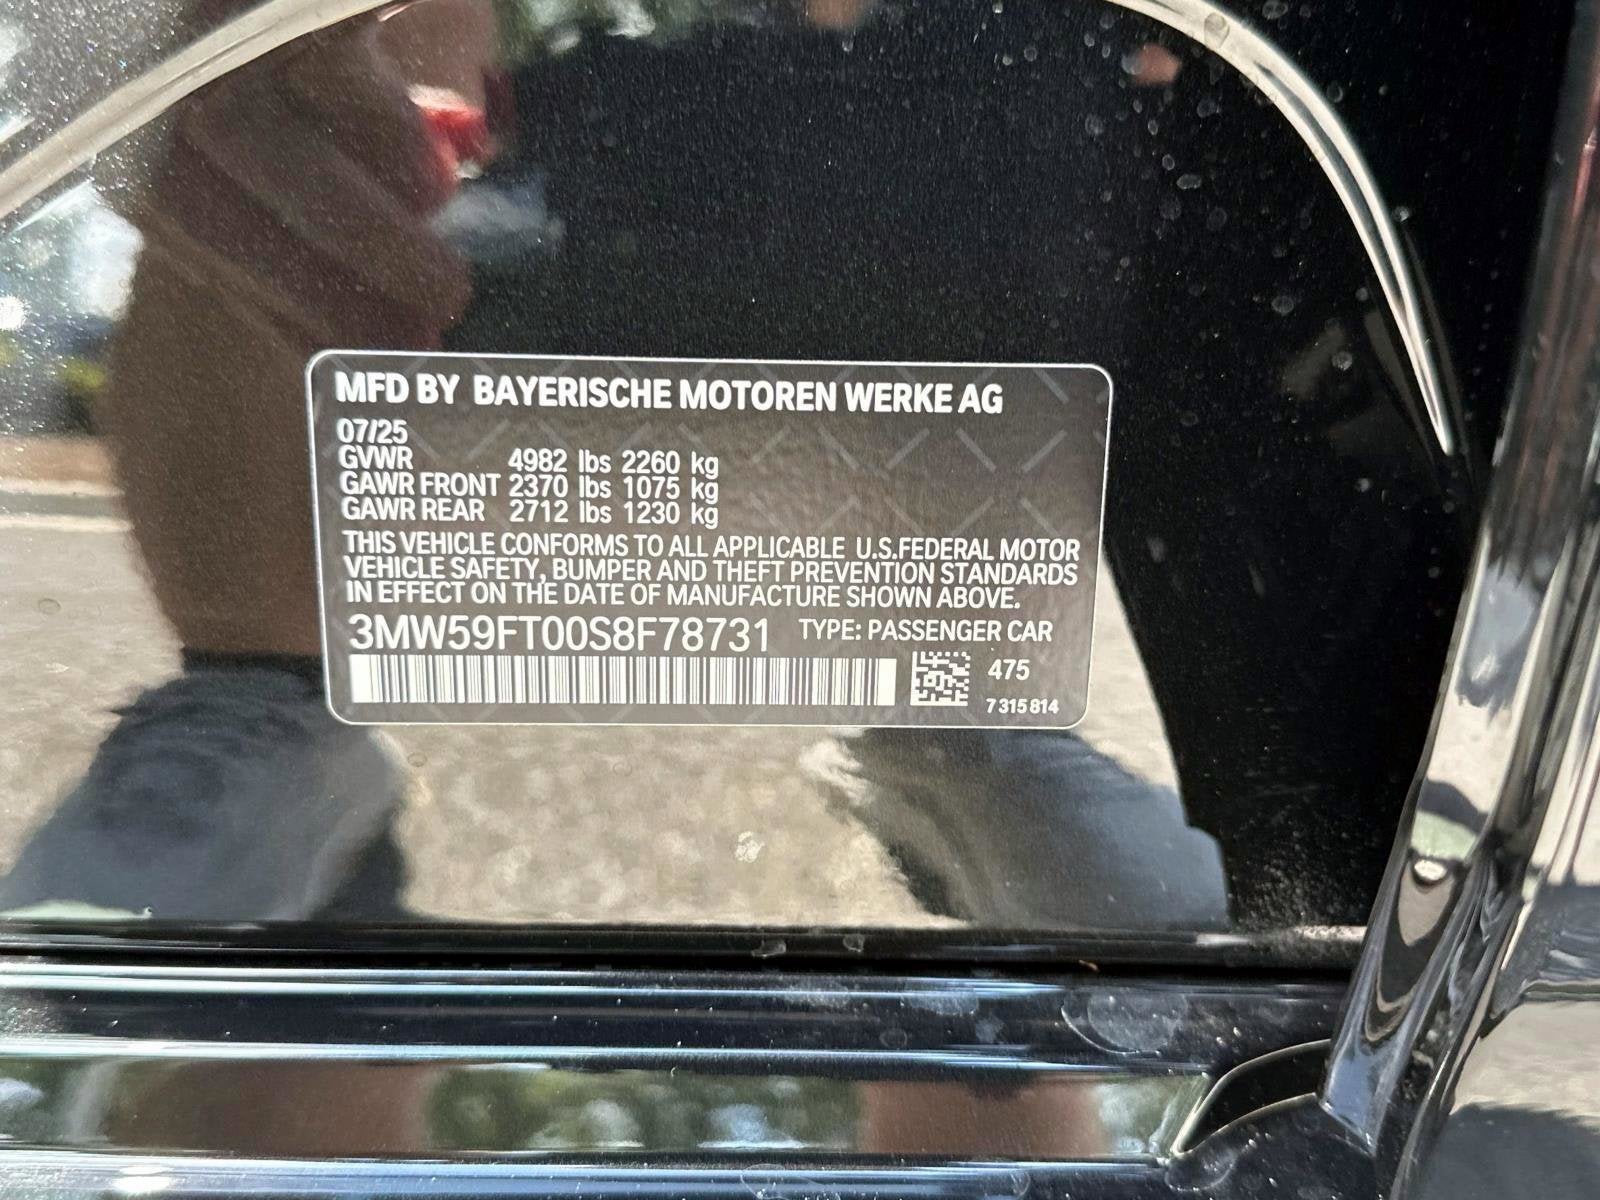 MFD BY BAYERISCHE MOTOREN WERKE AG
07/25
GVWR 4982 lbs 2260 kg
GAWR FRONT 2370 lbs 1075 kg
GAWR REAR 2712 lbs 1230 kg
THIS VEHICLE CONFORMS TO ALL APPLICABLE U.S.FEDERAL MOTOR
VEHICLE SAFETY, BUMPER AND THEFT PREVENTION STANDARDS
IN EFFECT ON THE DATE OF MANUFACTURE SHOWN ABOVE.
3MW59FT00S8F78731 TYPE: PASSENGER CAR
475
7 315 814